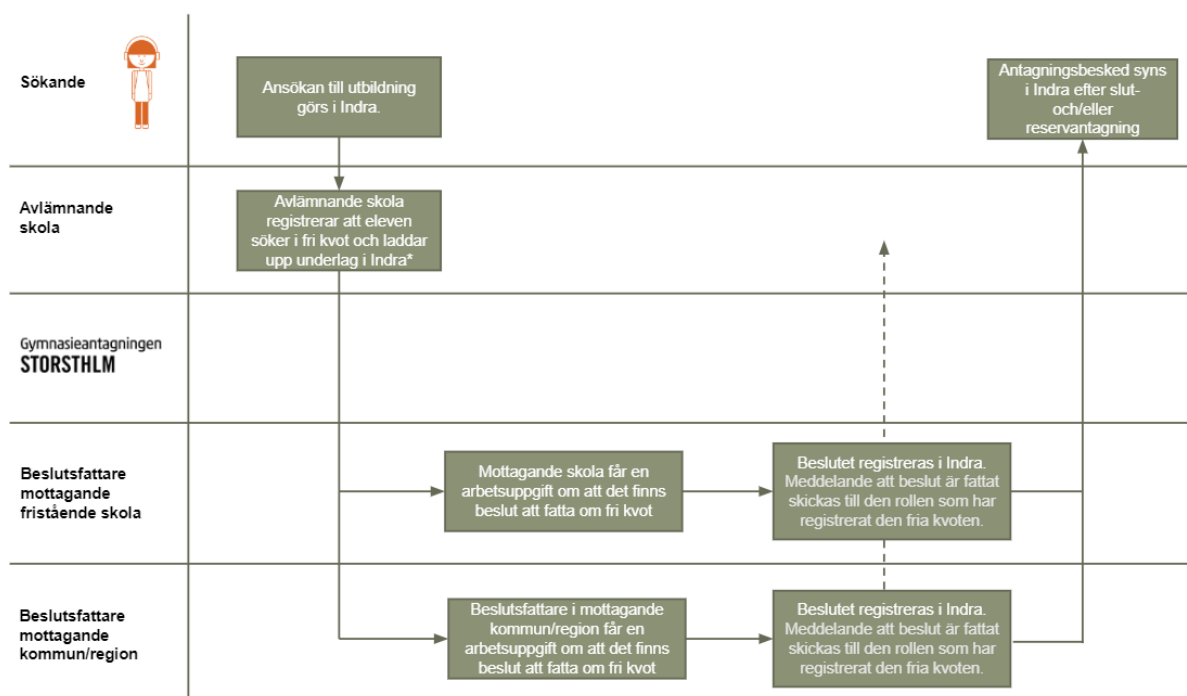 Sökande
Ansökan till utbildning
görs i Indra.
Antagningsbesked syns
i Indra efter slut-
och/eller
reservantagning
Avlämnande
skola
Avlämnande skola
registrerar att eleven
söker i fri kvot och laddar
upp underlag i Indra*
Gymnasieantagningen
STORSTHLM
Beslutsfattare
mottagande
fristående skola
Mottagande skola får en
arbetsuppgift om att det finns
beslut att fatta om fri kvot
Beslutet registreras i Indra.
Meddelande att beslut är fattat
skickas till den rollen som har
registrerat den fria kvoten.
Beslutsfattare
mottagande
kommun/region
Beslutsfattare i mottagande
kommun/region får en
arbetsuppgift om att det finns
beslut att fatta om fri kvot
Beslutet registreras i Indra.
Meddelande att beslut är fattat
skickas till den rollen som har
registrerat den fria kvoten.